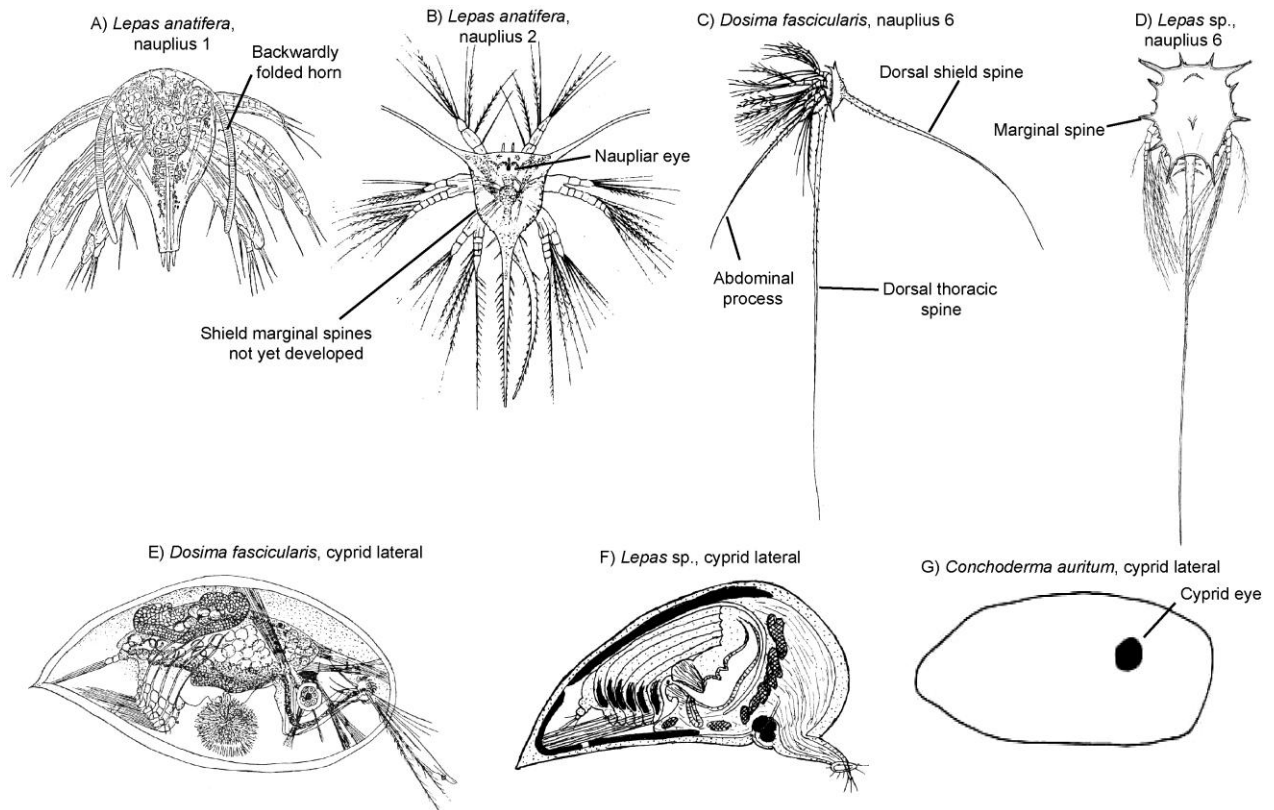 A) Lepas anatifera,
nauplius 1
Backwardly
folded horn
B) Lepas anatifera,
nauplius 2
Naupliar eye
Shield marginal spines
not yet developed
C) Dosima fascicularis, nauplius 6
Dorsal shield spine
Abdominal
process
Dorsal thoracic
spine
D) Lepas sp.,
nauplius 6
Marginal spine
E) Dosima fascicularis, cyprid lateral
F) Lepas sp., cyprid lateral
G) Conchoderma auritum, cyprid lateral
Cyprid eye